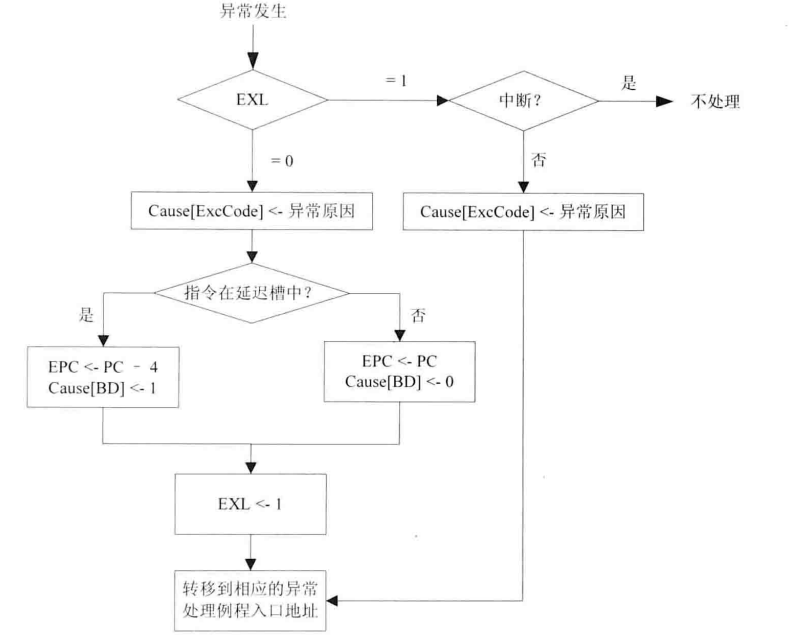 异常发生
EXL
= 1
中断?
是
不处理
= 0
否
Cause[ExcCode] <- 异常原因
Cause[ExcCode] <- 异常原因
指令在延迟槽中?
是
否
EPC <- PC - 4
Cause[BD] <- 1
EPC <- PC
Cause[BD] <- 0
EXL <- 1
转移到相应的异常
处理例程入口地址